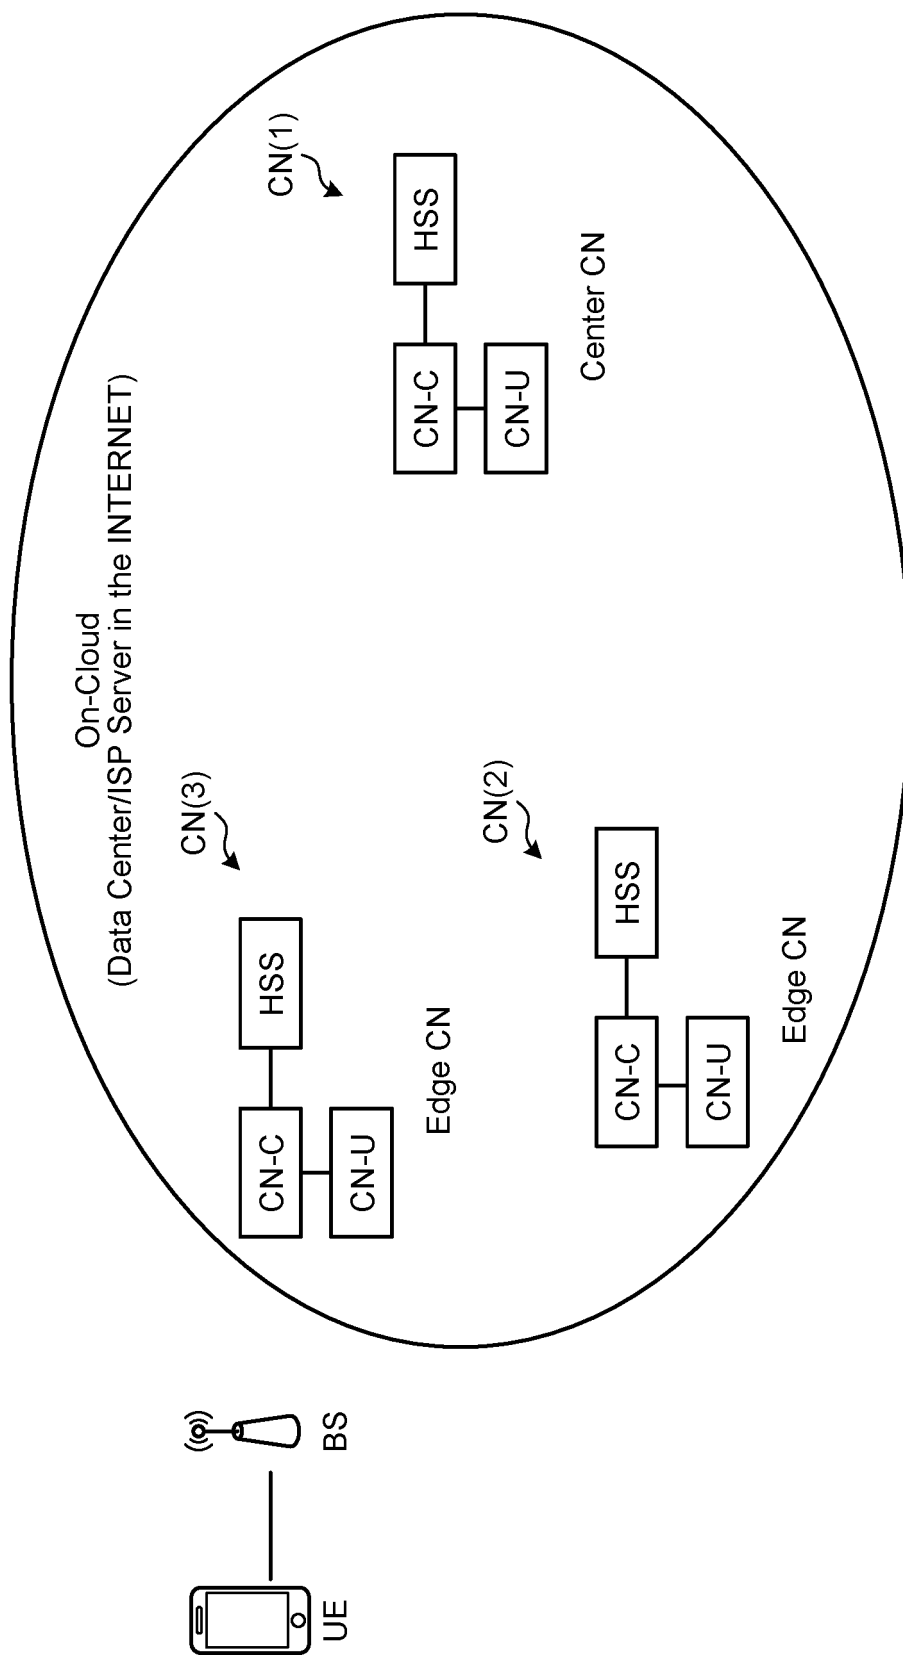 On-Cloud
(Data Center/ISP Server in the INTERNET)
CN(3)
CN-C
HSS
CN-U
Edge CN
CN(1)
CN-C
HSS
CN-U
Center CN
CN(2)
CN-C
HSS
CN-U
Edge CN
UE
BS